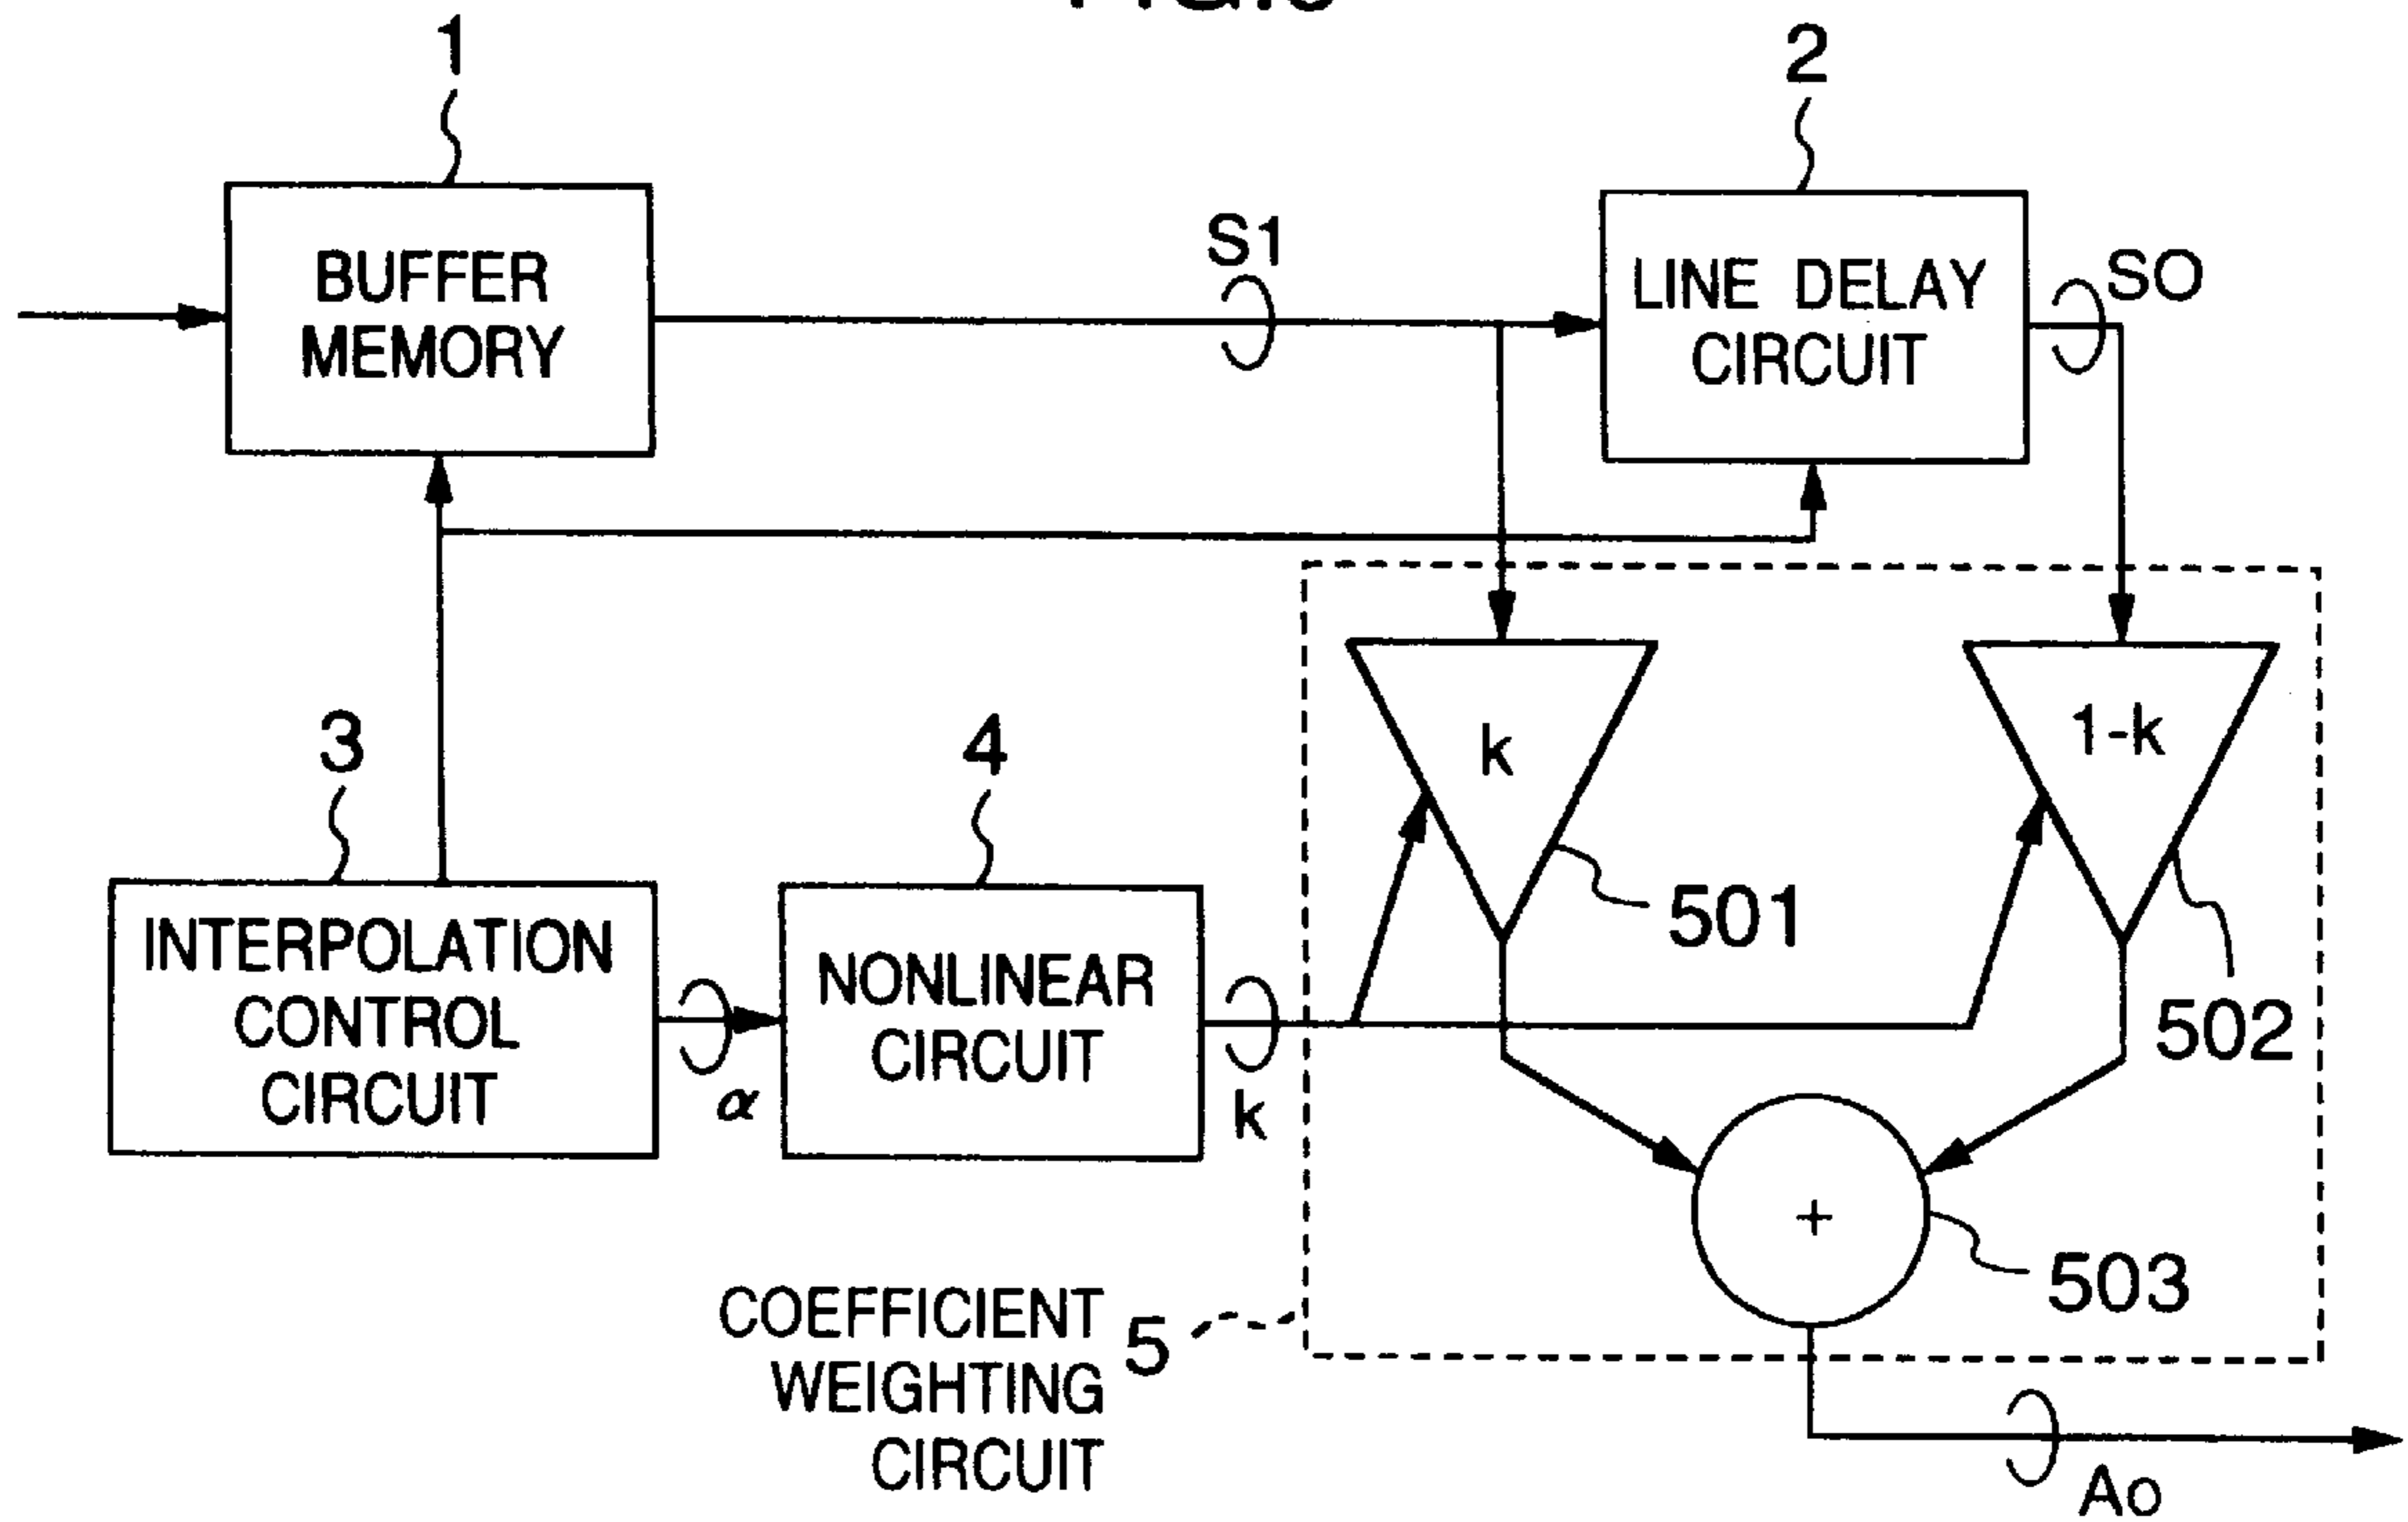 1
2
BUFFER
MEMORY
S1
LINE DELAY
CIRCUIT
SO
3
4
k
1-k
501
502
INTERPOLATION
CONTROL
CIRCUIT
α
NONLINEAR
CIRCUIT
k
+
503
COEFFICIENT
WEIGHTING
CIRCUIT
5
Ao